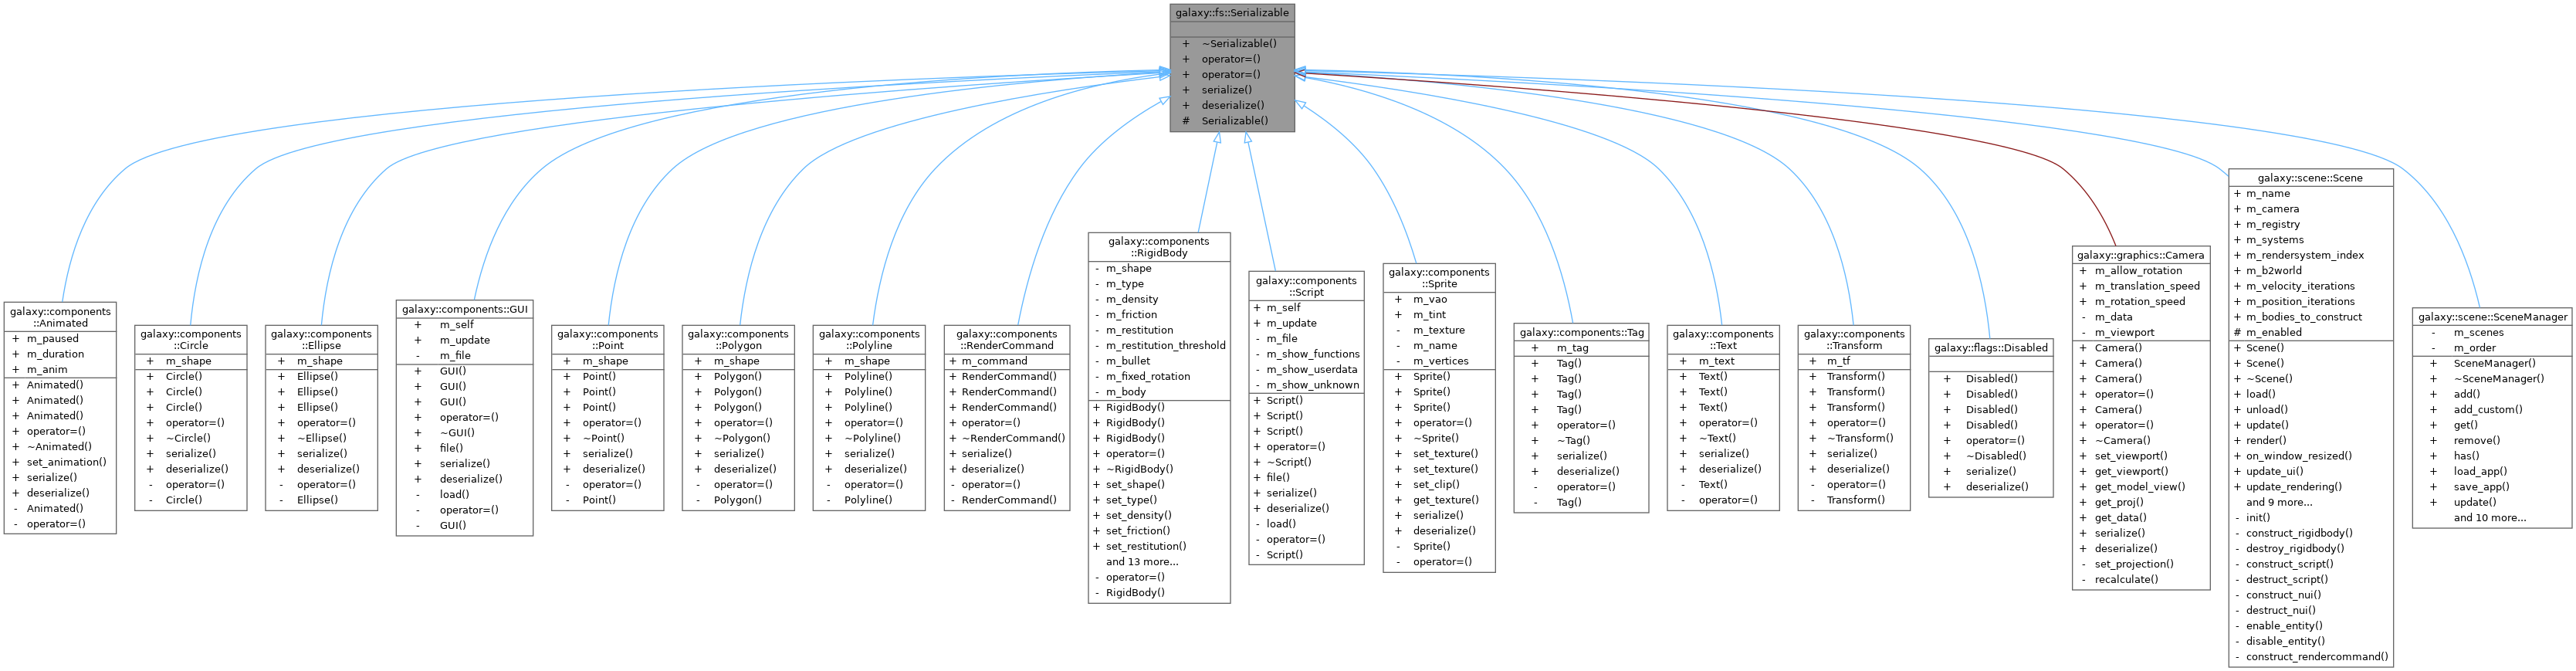 galaxy::fs::Serializable
+ ~Serializable()
+ operator=()
+ operator=()
+ serialize()
+ deserialize()
# Serializable()
galaxy::components
::Animated
+ m_paused
+ m_duration
+ m_anim
+ Animated()
+ Animated()
+ Animated()
+ operator=()
+ ~Animated()
+ set_animation()
+ serialize()
+ deserialize()
- Animated()
- operator=()
galaxy::components
::Circle
+ m_shape
+ Circle()
+ Circle()
+ Circle()
+ operator=()
+ ~Circle()
+ serialize()
+ deserialize()
- operator=()
- Circle()
galaxy::components
::Ellipse
+ m_shape
+ Ellipse()
+ Ellipse()
+ Ellipse()
+ operator=()
+ ~Ellipse()
+ serialize()
+ deserialize()
- operator=()
- Ellipse()
galaxy::components::GUI
+ m_self
+ m_update
- m_file
+ GUI()
+ GUI()
+ GUI()
+ operator=()
+ ~GUI()
+ file()
+ serialize()
+ deserialize()
- load()
- operator=()
- GUI()
galaxy::components
::Point
+ m_shape
+ Point()
+ Point()
+ Point()
+ operator=()
+ ~Point()
+ serialize()
+ deserialize()
- operator=()
- Point()
galaxy::components
::Polygon
+ m_shape
+ Polygon()
+ Polygon()
+ Polygon()
+ operator=()
+ ~Polygon()
+ serialize()
+ deserialize()
- operator=()
- Polygon()
galaxy::components
::Polyline
+ m_shape
+ Polyline()
+ Polyline()
+ Polyline()
+ operator=()
+ ~Polyline()
+ serialize()
+ deserialize()
- operator=()
- Polyline()
galaxy::components
::RenderCommand
+ m_command
+ RenderCommand()
+ RenderCommand()
+ RenderCommand()
+ operator=()
+ ~RenderCommand()
+ serialize()
+ deserialize()
- operator=()
- RenderCommand()
galaxy::components
::RigidBody
- m_shape
- m_type
- m_density
- m_friction
- m_restitution
- m_restitution_threshold
- m_bullet
- m_fixed_rotation
- m_body
+ RigidBody()
+ RigidBody()
+ RigidBody()
+ operator=()
+ ~RigidBody()
+ set_shape()
+ set_type()
+ set_density()
+ set_friction()
+ set_restitution()
and 13 more...
- operator=()
- RigidBody()
galaxy::components
::Script
+ m_self
+ m_update
- m_file
- m_show_functions
- m_show_userdata
- m_show_unknown
+ Script()
+ Script()
+ Script()
+ operator=()
+ ~Script()
+ file()
+ serialize()
+ deserialize()
- load()
- operator=()
- Script()
galaxy::components
::Sprite
+ m_vao
+ m_tint
- m_texture
- m_name
- m_vertices
+ Sprite()
+ Sprite()
+ Sprite()
+ operator=()
+ ~Sprite()
+ set_texture()
+ set_texture()
+ set_clip()
+ get_texture()
+ serialize()
+ deserialize()
- Sprite()
- operator=()
galaxy::components::Tag
+ m_tag
+ Tag()
+ Tag()
+ Tag()
+ Tag()
+ operator=()
+ ~Tag()
+ serialize()
+ deserialize()
- operator=()
- Tag()
galaxy::components
::Text
+ m_text
+ Text()
+ Text()
+ Text()
+ operator=()
+ ~Text()
+ serialize()
+ deserialize()
- Text()
- operator=()
galaxy::components
::Transform
+ m_tf
+ Transform()
+ Transform()
+ Transform()
+ operator=()
+ ~Transform()
+ serialize()
+ deserialize()
- operator=()
- Transform()
galaxy::flags::Disabled
+ Disabled()
+ Disabled()
+ Disabled()
+ Disabled()
+ operator=()
+ ~Disabled()
+ serialize()
+ deserialize()
galaxy::graphics::Camera
+ m_allow_rotation
+ m_translation_speed
+ m_rotation_speed
- m_data
- m_viewport
+ Camera()
+ Camera()
+ Camera()
+ operator=()
+ Camera()
+ operator=()
+ ~Camera()
+ set_viewport()
+ get_viewport()
+ get_model_view()
+ get_proj()
+ get_data()
+ serialize()
+ deserialize()
- set_projection()
- recalculate()
galaxy::scene::Scene
+ m_name
+ m_camera
+ m_registry
+ m_systems
+ m_rendersystem_index
+ m_b2world
+ m_velocity_iterations
+ m_position_iterations
+ m_bodies_to_construct
# m_enabled
+ Scene()
+ Scene()
+ ~Scene()
+ load()
+ unload()
+ update()
+ render()
+ on_window_resized()
+ update_ui()
+ update_rendering()
and 9 more...
- init()
- construct_rigidbody()
- destroy_rigidbody()
- construct_script()
- destruct_script()
- construct_nui()
- destruct_nui()
- enable_entity()
- disable_entity()
- construct_rendercommand()
galaxy::scene::SceneManager
- m_scenes
- m_order
+ SceneManager()
+ ~SceneManager()
+ add()
+ add_custom()
+ get()
+ remove()
+ has()
+ load_app()
+ save_app()
+ update()
and 10 more...